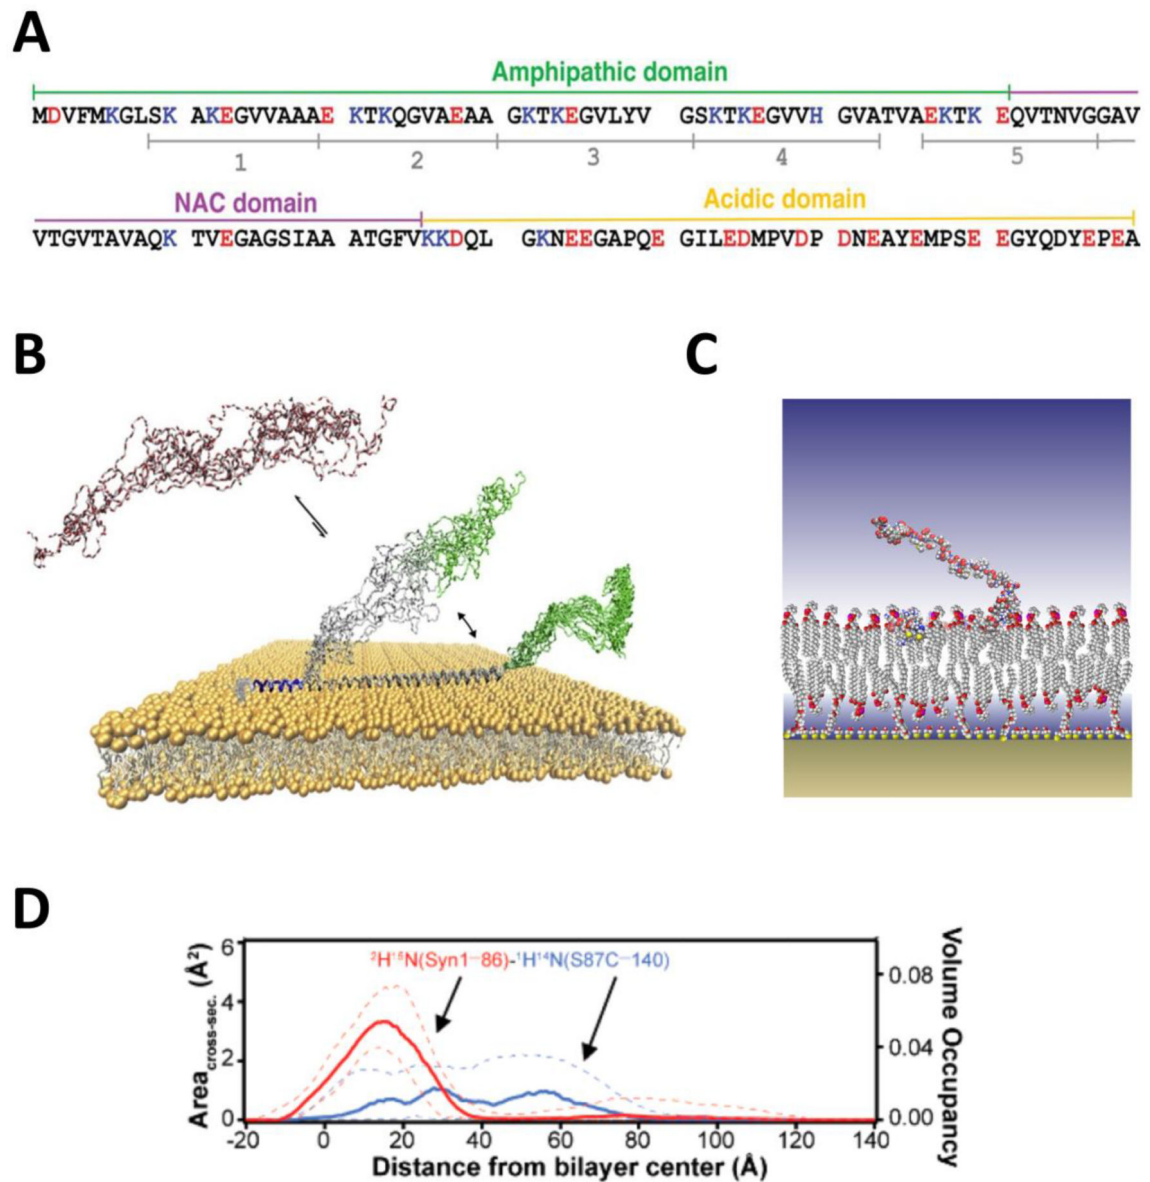 A
Amphipathic domain
MDVFMKGLSK AKEGVVAAAE KTKQGVAEAA GKTKEGVLYV GSKTKEGVVH GVATVAEKTK EQVTNVGGAV
1 2 3 4 5
NAC domain Acidic domain
VTGVTAVAQK TVEGAGSIAA ATGFVKKDQL GKNEEGAPQE GILEDMPVDP DNEAYEMPSE EGYQDYEPEA
B
C
D
²H¹⁵N(Syn1–86)-¹H¹⁴N(S87C–140)
Area cross-sec. (Å²)
6
4
2
0
Volume Occupancy
0.08
0.04
0.00
-20 0 20 40 60 80 100 120 140
Distance from bilayer center (Å)